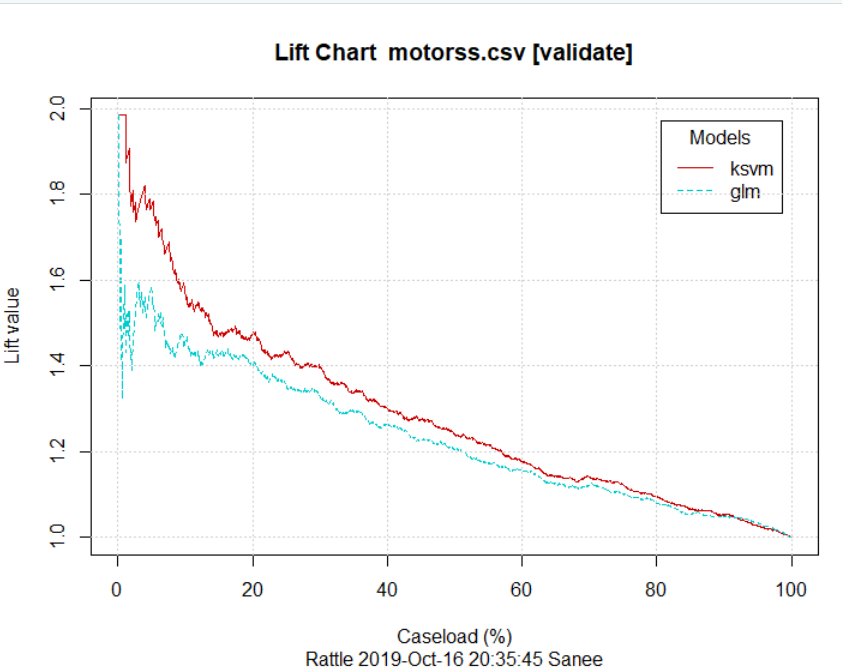 Lift Chart motorss.csv [validate]
2.0
1.8
1.6
1.4
1.2
1.0
Lift value
Models
ksvm
glm
0 20 40 60 80 100
Caseload (%)
Rattle 2019-Oct-16 20:35:45 Sanee